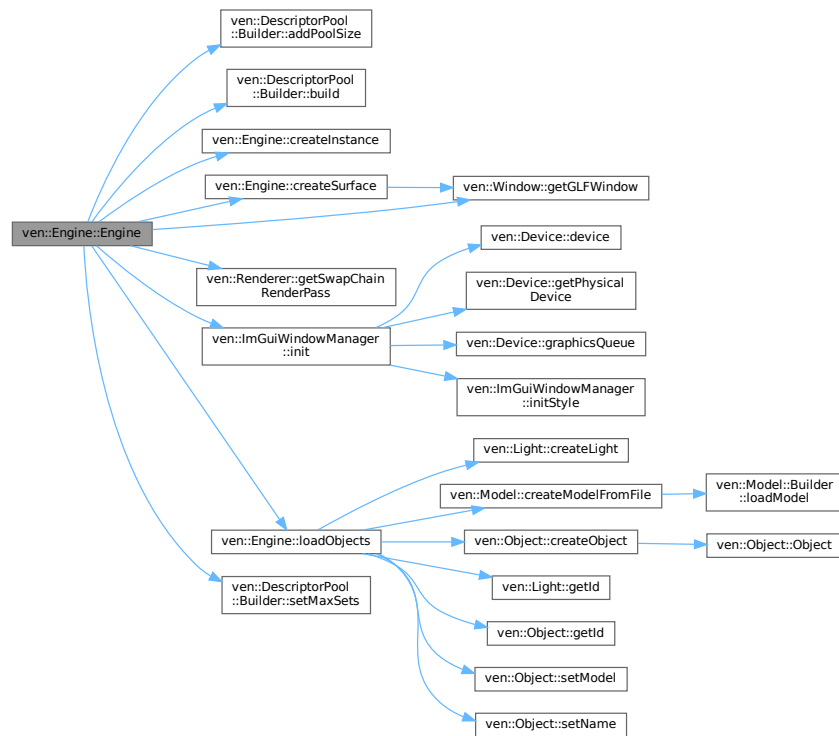 ven::DescriptorPool
::Builder::addPoolSize
ven::DescriptorPool
::Builder::build
ven::Engine::createInstance
ven::Engine::createSurface
ven::Window::getGLFWindow
ven::Engine::Engine
ven::Device::device
ven::Renderer::getSwapChain
RenderPass
ven::Device::getPhysical
Device
ven::ImGuiWindowManager
::init
ven::Device::graphicsQueue
ven::ImGuiWindowManager
::initStyle
ven::Light::createLight
ven::Model::createModelFromFile
ven::Model::Builder
::loadModel
ven::Engine::loadObjects
ven::Object::createObject
ven::Object::Object
ven::DescriptorPool
::Builder::setMaxSets
ven::Light::getId
ven::Object::getId
ven::Object::setModel
ven::Object::setName